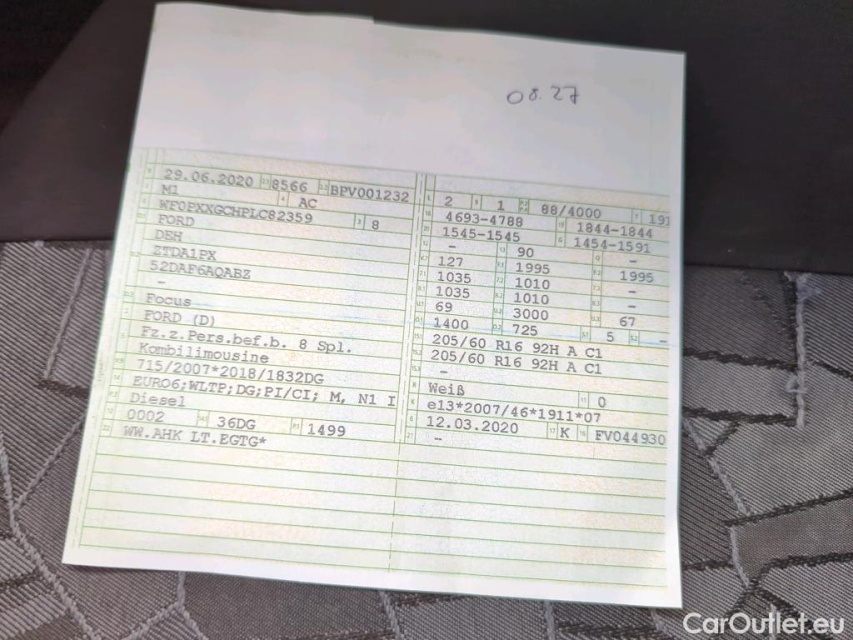 08.27
29.06.2020 8566 BPV001232
M1 AC
WF0PXXGCHPLC82359 8
FORD
DEH
ZTDA1PX
52DAF6AQABZ
–
Focus
FORD (D)
Fz.z.Pers.bef.b. 8 Spl.
Kombilimousine
715/2007*2018/1832DG
EURO6;WLTP;DG;PI/CI; M, N1 I
Diesel
0002 36DG 1499
WW.AHK LT.EGTG*
2 1 88/4000 191
4693-4788 1844-1844
1545-1545 1454-1591
– 90 –
127 1995 1995
1035 1010 –
1035 1010 –
69 3000 67
1400 725 5 –
205/60 R16 92H A C1
205/60 R16 92H A C1
–
Weiß 0
e13*2007/46*1911*07
12.03.2020 K FV044930
–
CarOutlet.eu